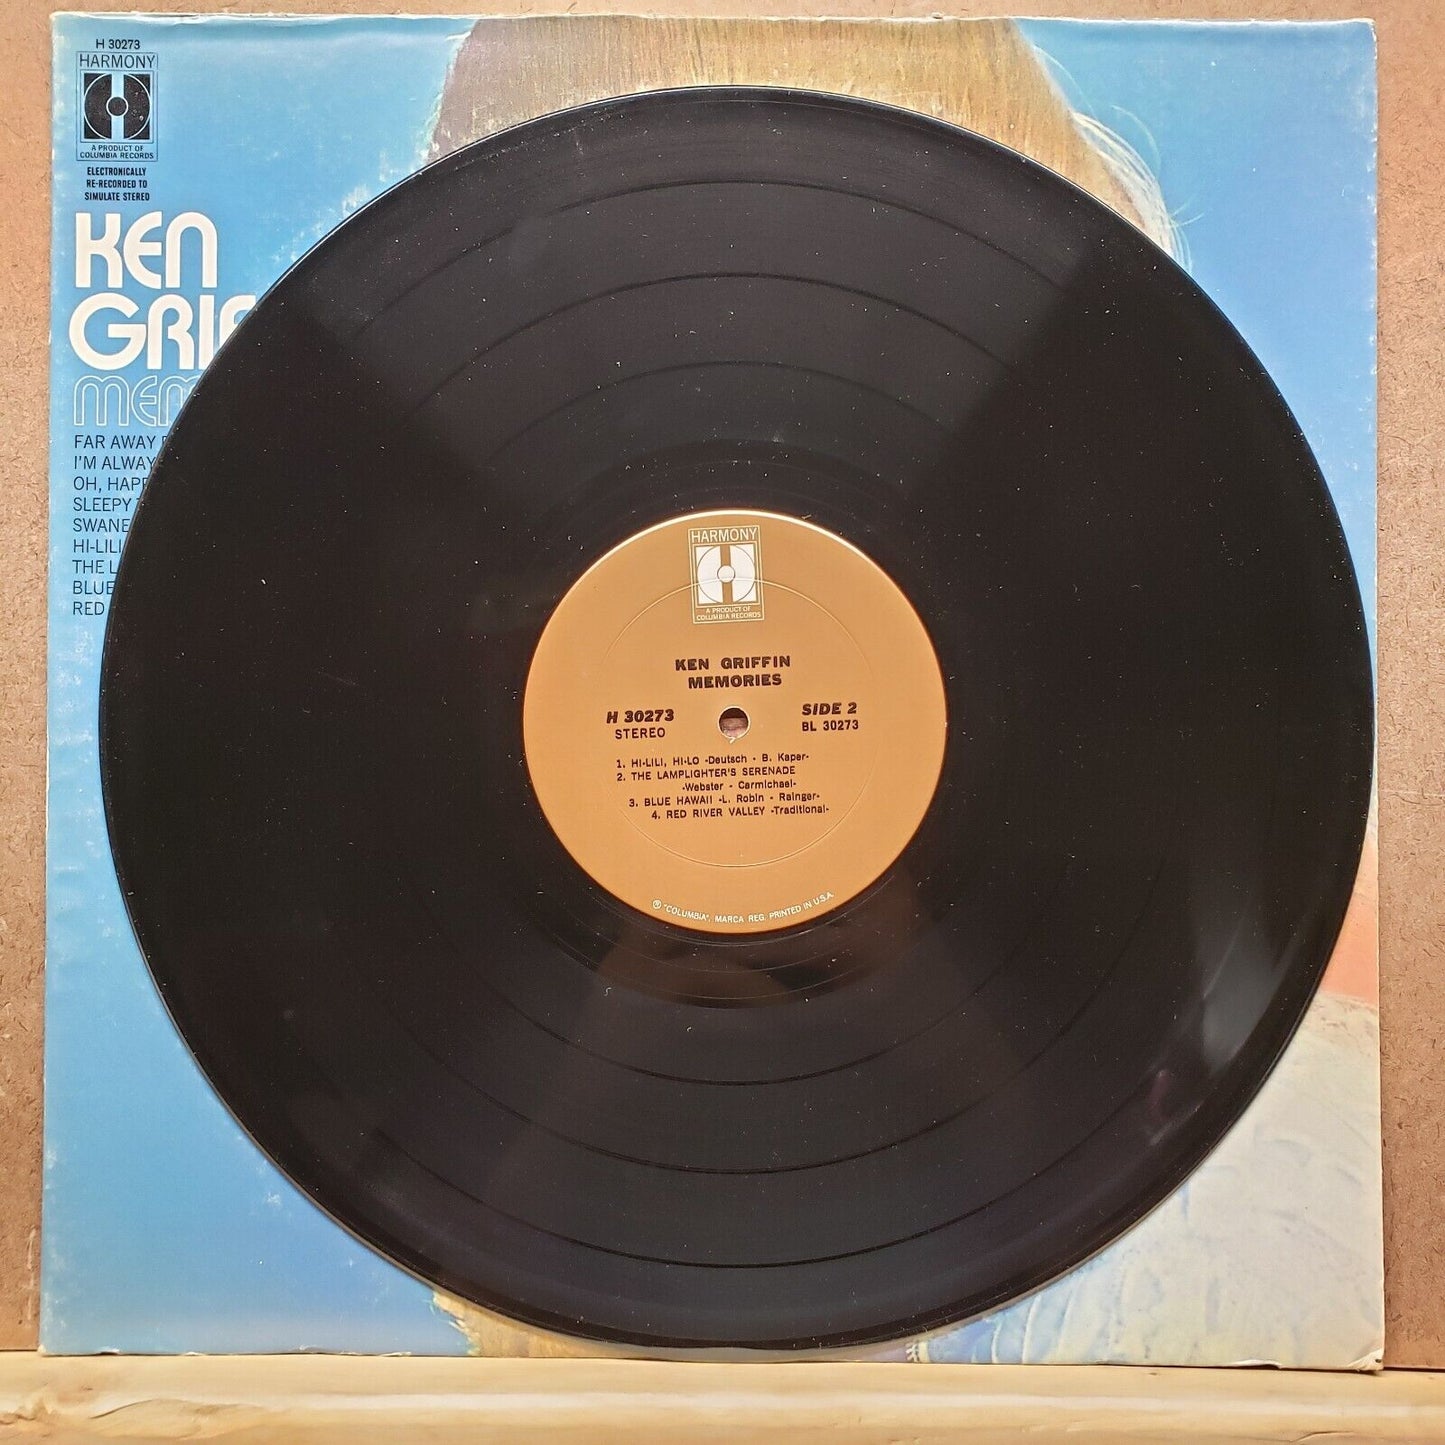 H 30273
HARMONY
A PRODUCT OF
COLUMBIA RECORDS
ELECTRONICALLY
RE-RECORDED TO
SIMULATE STEREO
KEN
GRIF
MEM
FAR AWAY
I'M ALWAY
OH, HAPP
SLEEPY
SWANE
HI-LILI
THE L
BLUE
RED
HARMONY
A PRODUCT OF
COLUMBIA RECORDS
KEN GRIFFIN
MEMORIES
H 30273
STEREO
SIDE 2
BL 30273
1. HI-LILI, HI-LO -Deutsch - B. Kaper-
2. THE LAMPLIGHTER'S SERENADE
-Webster - Carmichael-
3. BLUE HAWAII -L. Robin - Rainger-
4. RED RIVER VALLEY -Traditional-
℗ "COLUMBIA", MARCA REG. PRINTED IN U.S.A.